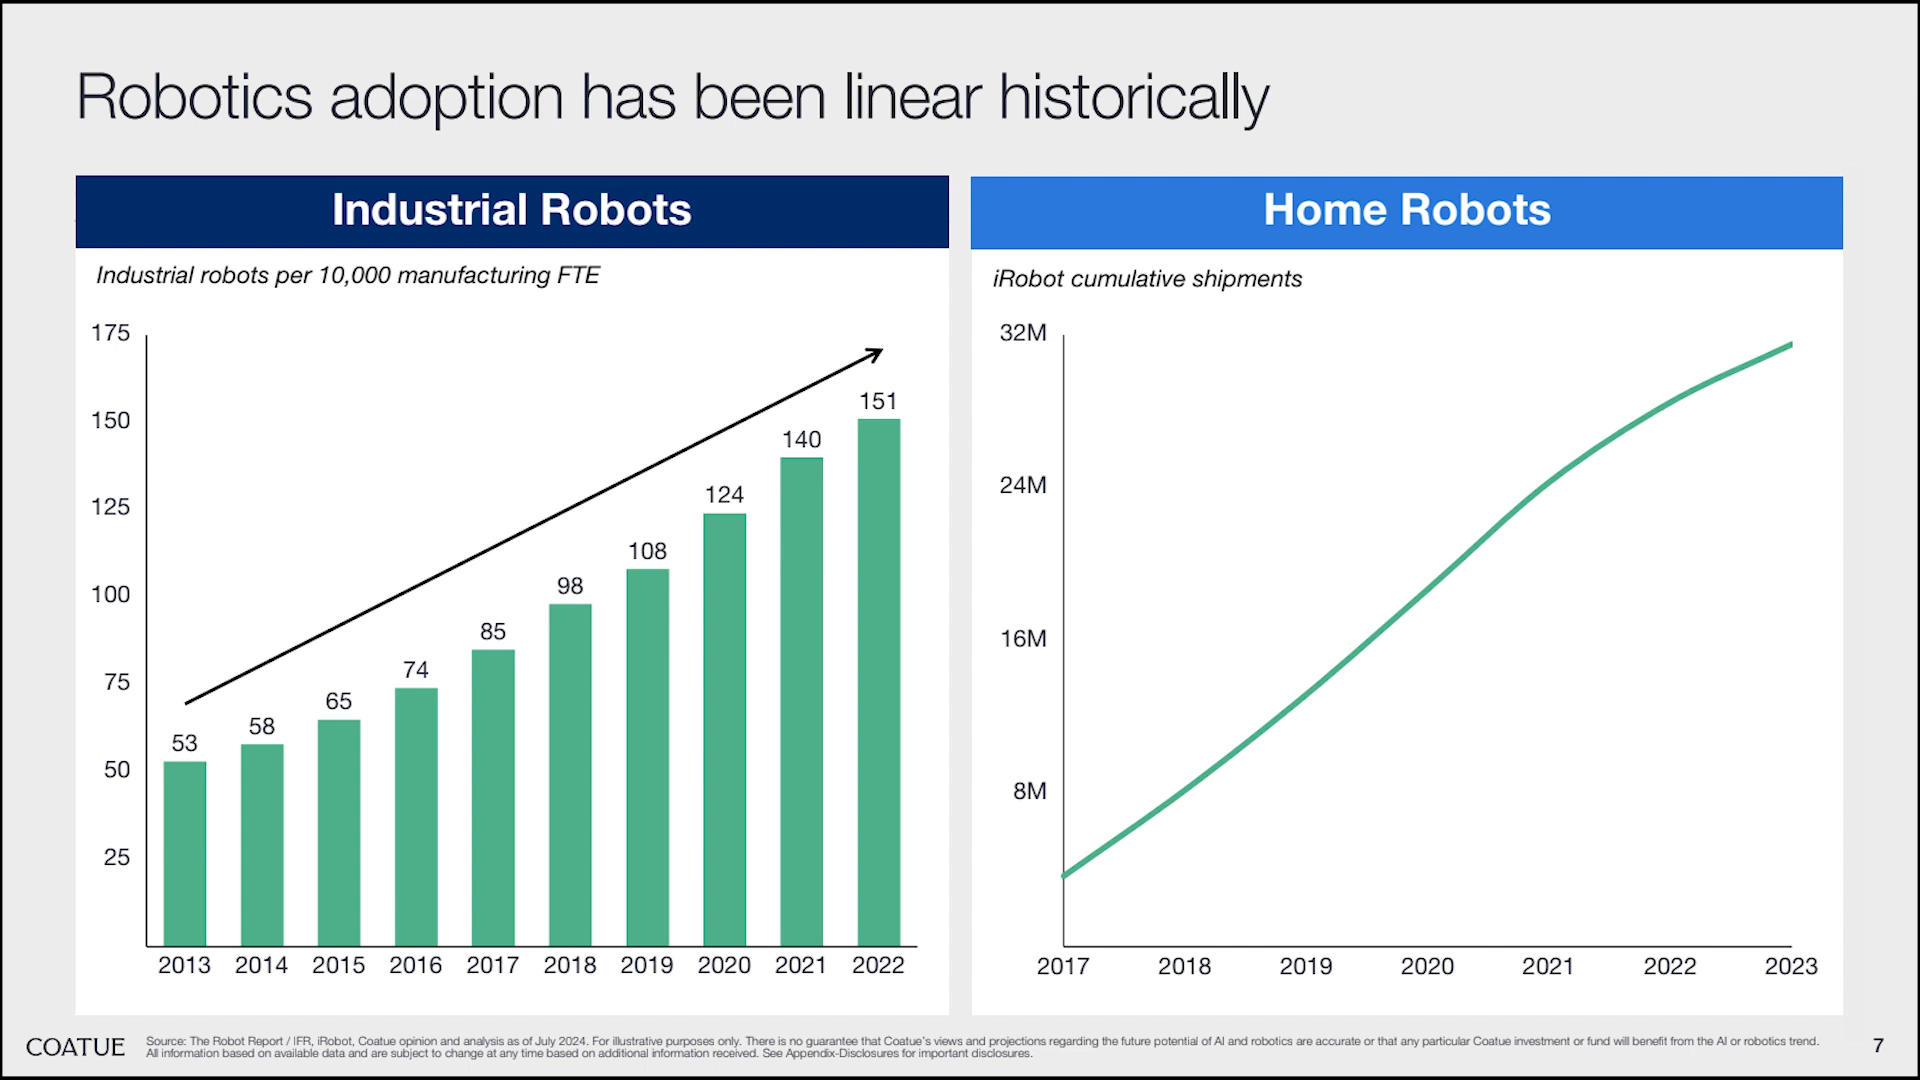 Robotics adoption has been linear historically
Industrial Robots
Industrial robots per 10,000 manufacturing FTE
175
150
125
100
75
50
25
53
58
65
74
85
98
108
124
140
151
2013 2014 2015 2016 2017 2018 2019 2020 2021 2022
Home Robots
iRobot cumulative shipments
32M
24M
16M
8M
2017 2018 2019 2020 2021 2022 2023
COATUE
Source: The Robot Report / IFR, iRobot, Coatue opinion and analysis as of July 2024. For illustrative purposes only. There is no guarantee that Coatue's views and projections regarding the future potential of AI and robotics are accurate or that any particular Coatue investment or fund will benefit from the AI or robotics trend.
All information based on available data and are subject to change at any time based on additional information received. See Appendix-Disclosures for important disclosures.
7